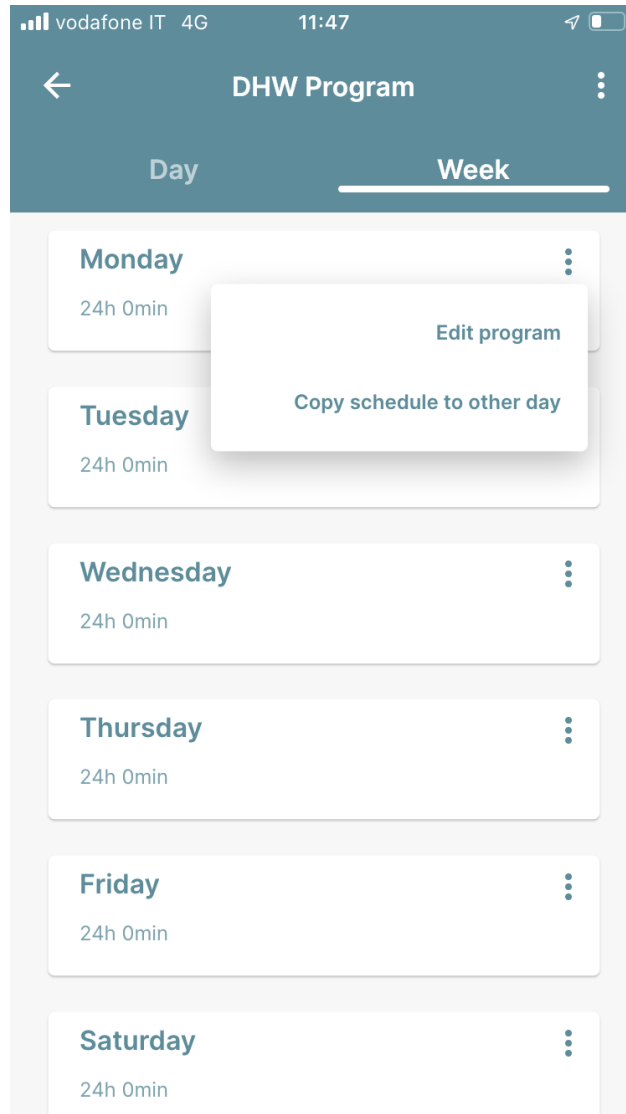 vodafone IT 4G 11:47
DHW Program
Day Week
Monday
24h 0min
Edit program
Copy schedule to other day
Tuesday
24h 0min
Wednesday
24h 0min
Thursday
24h 0min
Friday
24h 0min
Saturday
24h 0min